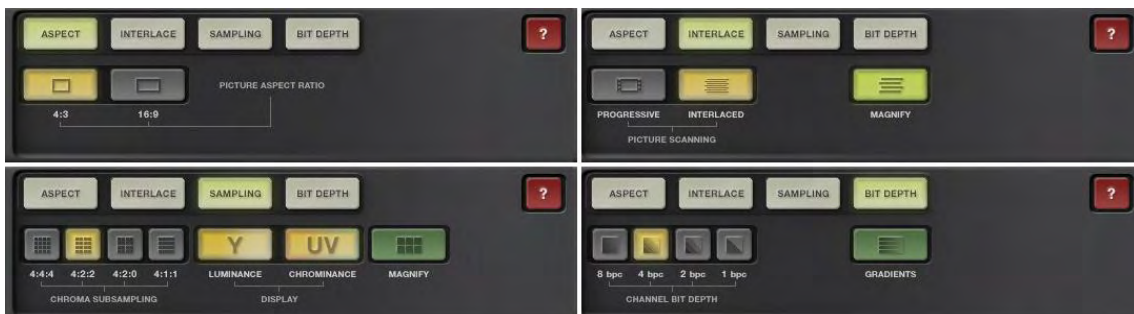 ASPECT INTERLACE SAMPLING BIT DEPTH ?
PICTURE ASPECT RATIO
4:3 16:9
ASPECT INTERLACE SAMPLING BIT DEPTH ?
PROGRESSIVE INTERLACED MAGNIFY
PICTURE SCANNING
ASPECT INTERLACE SAMPLING BIT DEPTH ?
Y UV
4:4:4 4:2:2 4:2:0 4:1:1 LUMINANCE CHROMINANCE MAGNIFY
CHROMA SUBSAMPLING DISPLAY
ASPECT INTERLACE SAMPLING BIT DEPTH ?
8 bpc 4 bpc 2 bpc 1 bpc GRADIENTS
CHANNEL BIT DEPTH